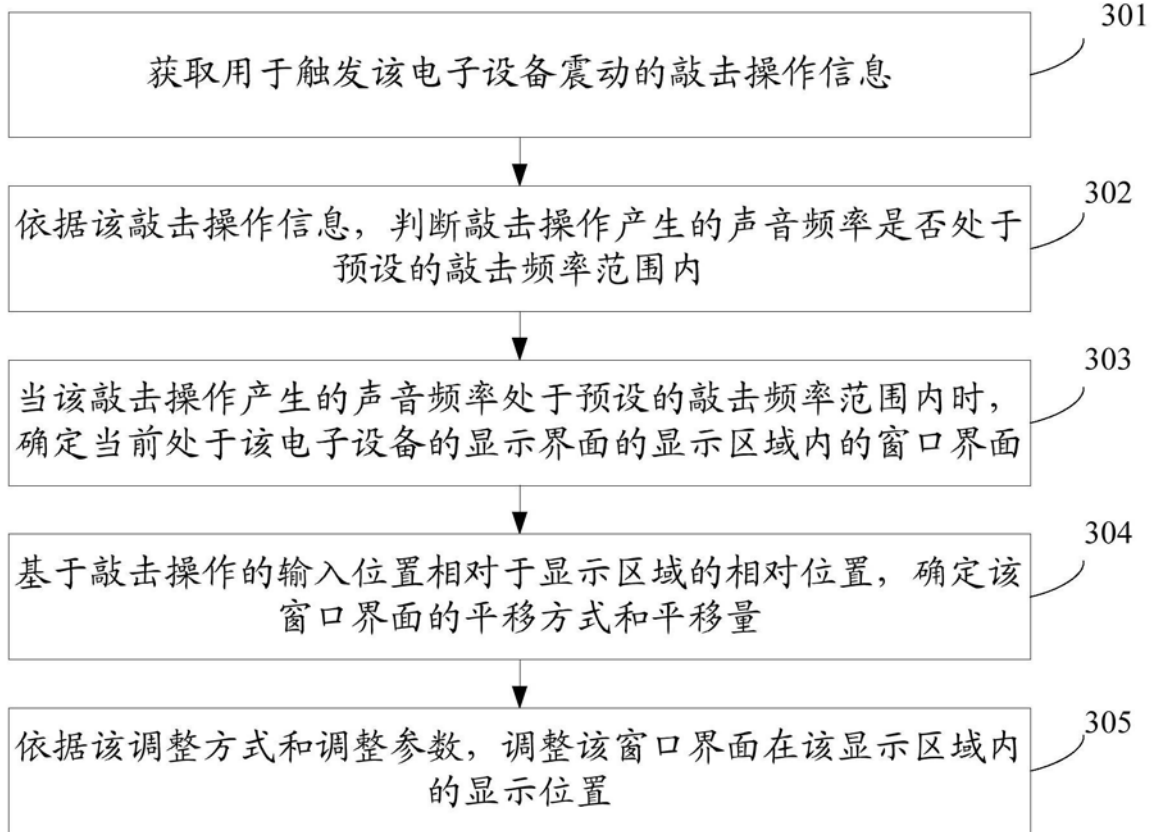 301
获取用于触发该电子设备震动的敲击操作信息
302
依据该敲击操作信息，判断敲击操作产生的声音频率是否处于
预设的敲击频率范围内
303
当该敲击操作产生的声音频率处于预设的敲击频率范围内时，
确定当前处于该电子设备的显示界面的显示区域内的窗口界面
304
基于敲击操作的输入位置相对于显示区域的相对位置，确定该
窗口界面的平移方式和平移量
305
依据该调整方式和调整参数，调整该窗口界面在该显示区域内
的显示位置